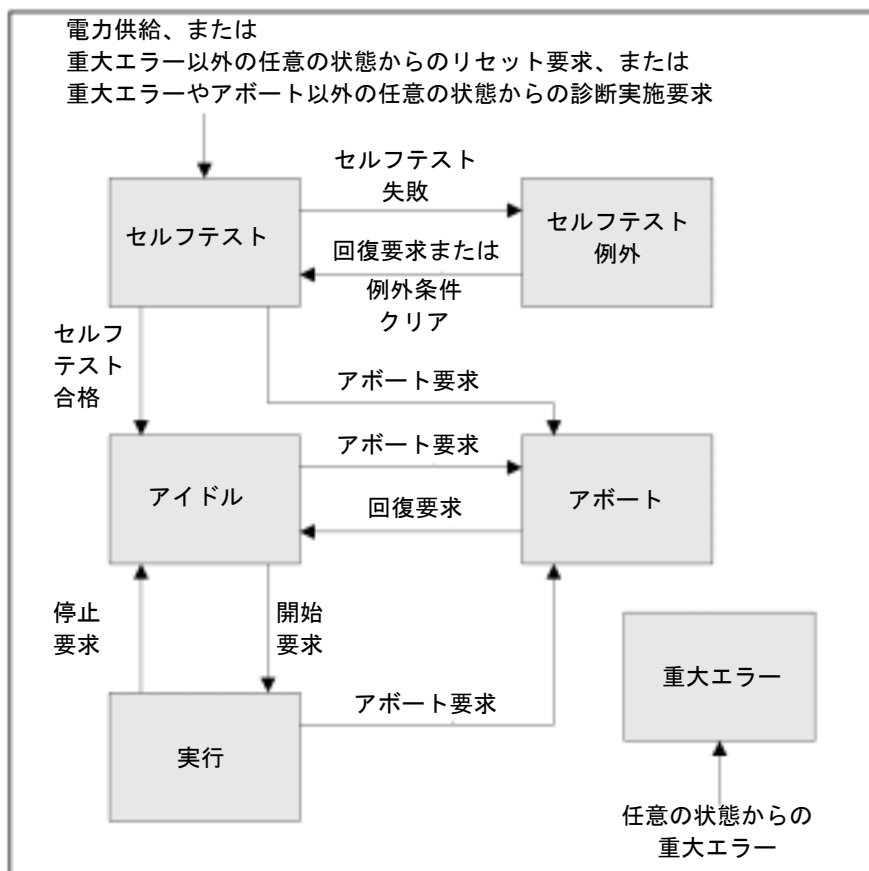 電力供給、または
重大エラー以外の任意の状態からのリセット要求、または
重大エラーやアボート以外の任意の状態からの診断実施要求
セルフテスト
失敗
セルフテスト
セルフテスト
例外
回復要求または
例外条件
クリア
セルフ
テスト
合格
アボート要求
アボート要求
アイドル
アボート
回復要求
停止
要求
開始
要求
重大エラー
アボート要求
実行
任意の状態からの
重大エラー